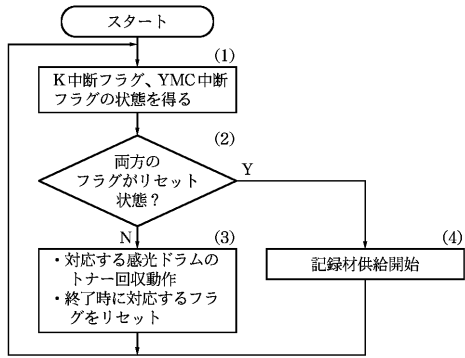 スタート
(1)
K中断フラグ、YMC中断
フラグの状態を得る
(2)
両方の
フラグがリセット
状態？
Y
N
(3)
・対応する感光ドラムの
トナー回収動作
・終了時に対応するフラ
グをリセット
(4)
記録材供給開始